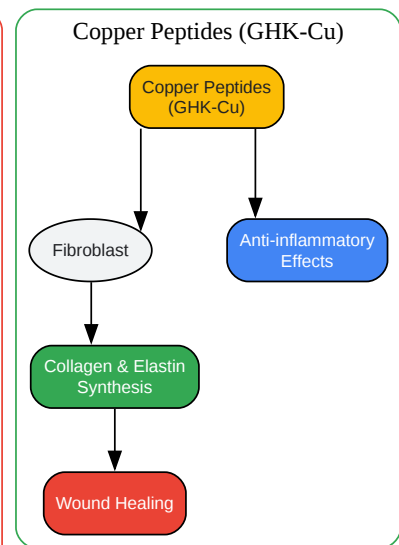 Copper Peptides (GHK-Cu)
Copper Peptides
(GHK-Cu)
Fibroblast
Anti-inflammatory
Effects
Collagen & Elastin
Synthesis
Wound Healing